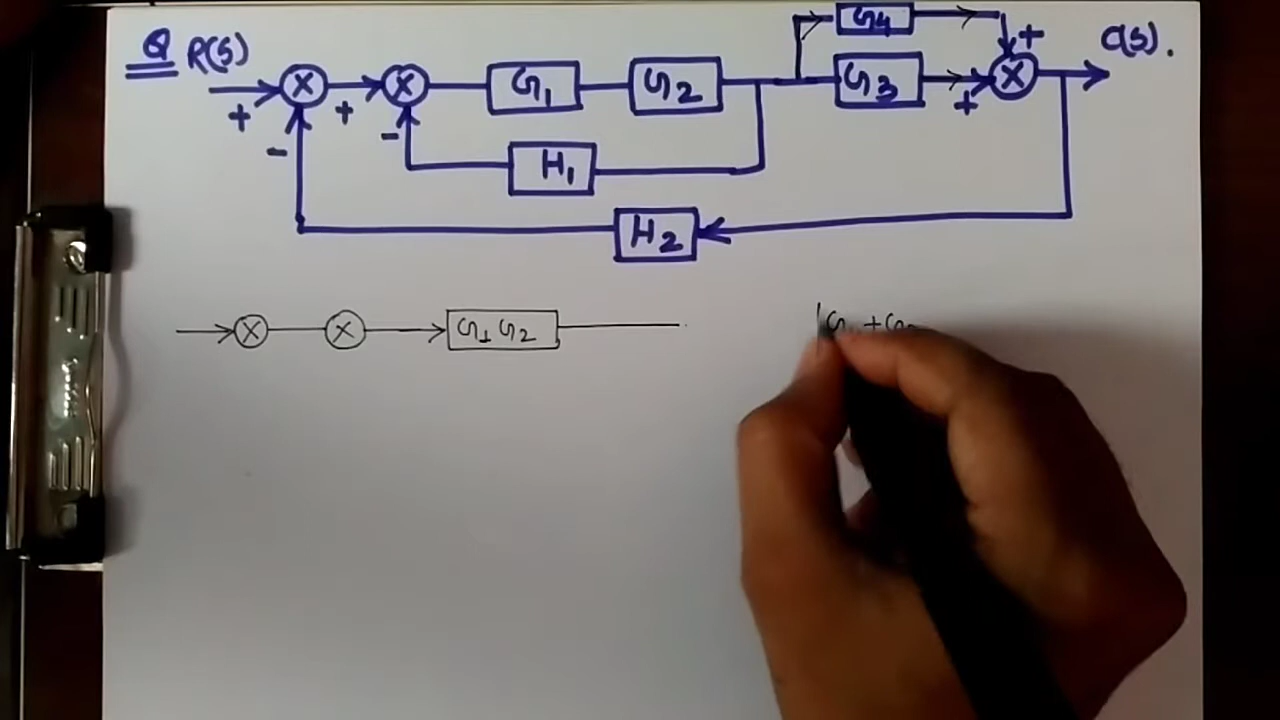 G4
Q R(S) + - + - G1 G2 G3 + + C(S).
H1
H2
G1 G2